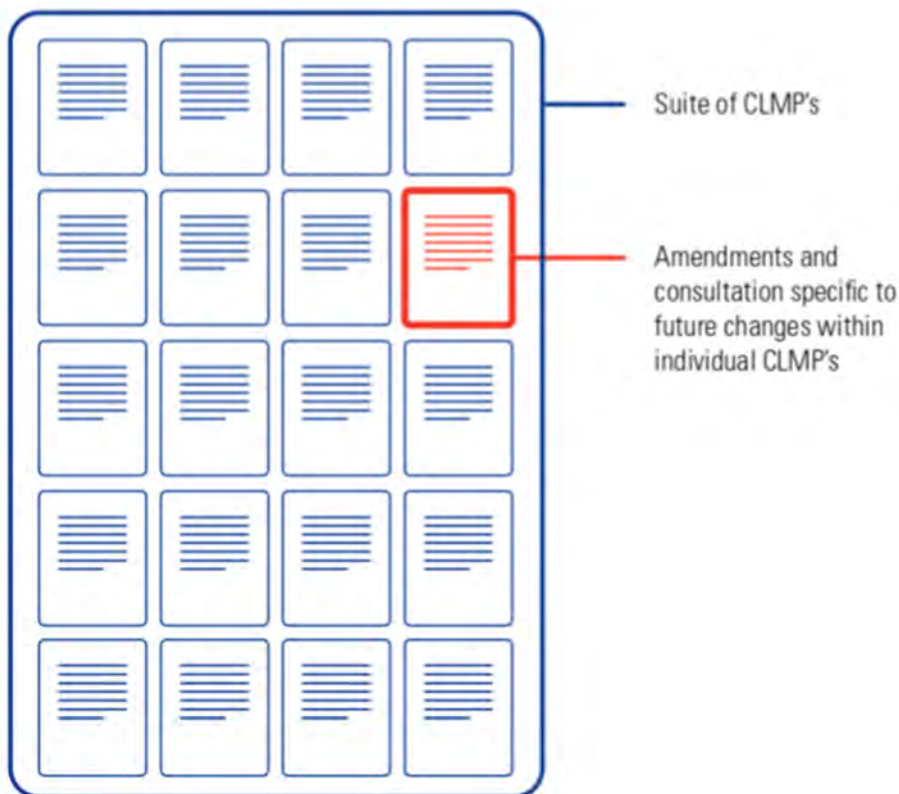 Suite of CLMP's
Amendments and
consultation specific to
future changes within
individual CLMP's